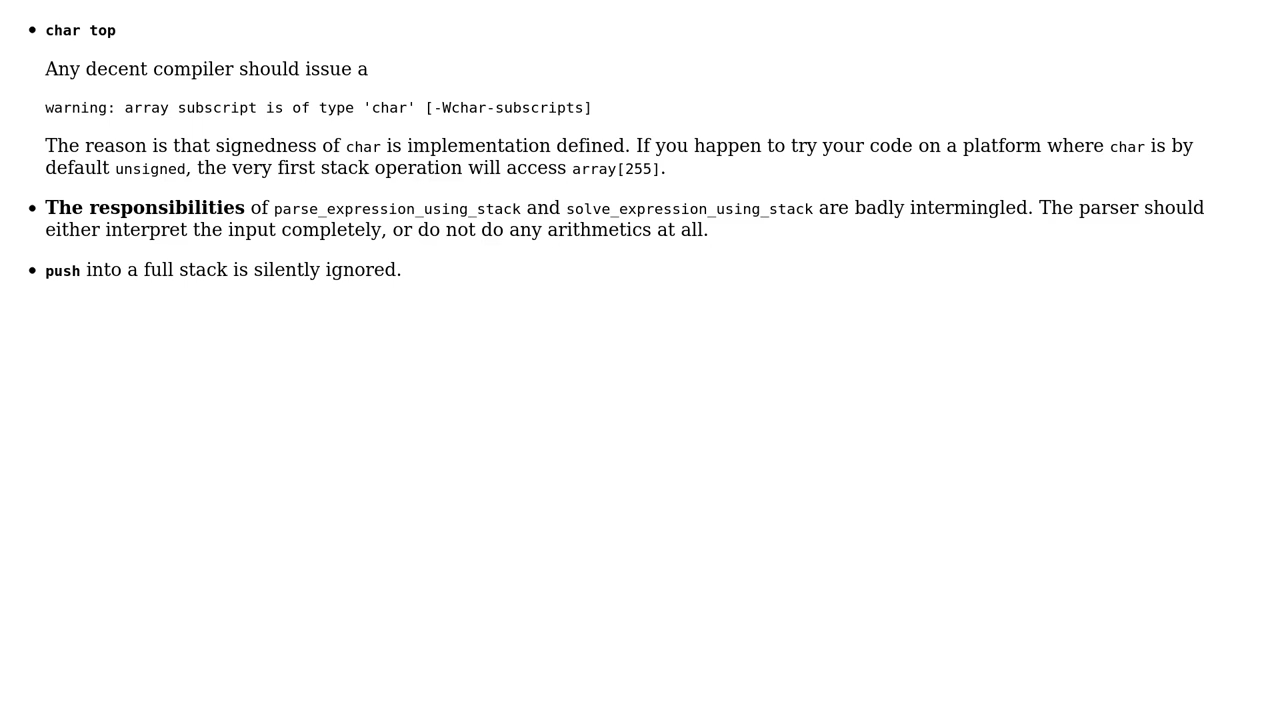 • char top
Any decent compiler should issue a
warning: array subscript is of type 'char' [-Wchar-subscripts]
The reason is that signedness of char is implementation defined. If you happen to try your code on a platform where char is by
default unsigned, the very first stack operation will access array[255].
• The responsibilities of parse_expression_using_stack and solve_expression_using_stack are badly intermingled. The parser should
either interpret the input completely, or do not do any arithmetics at all.
• push into a full stack is silently ignored.